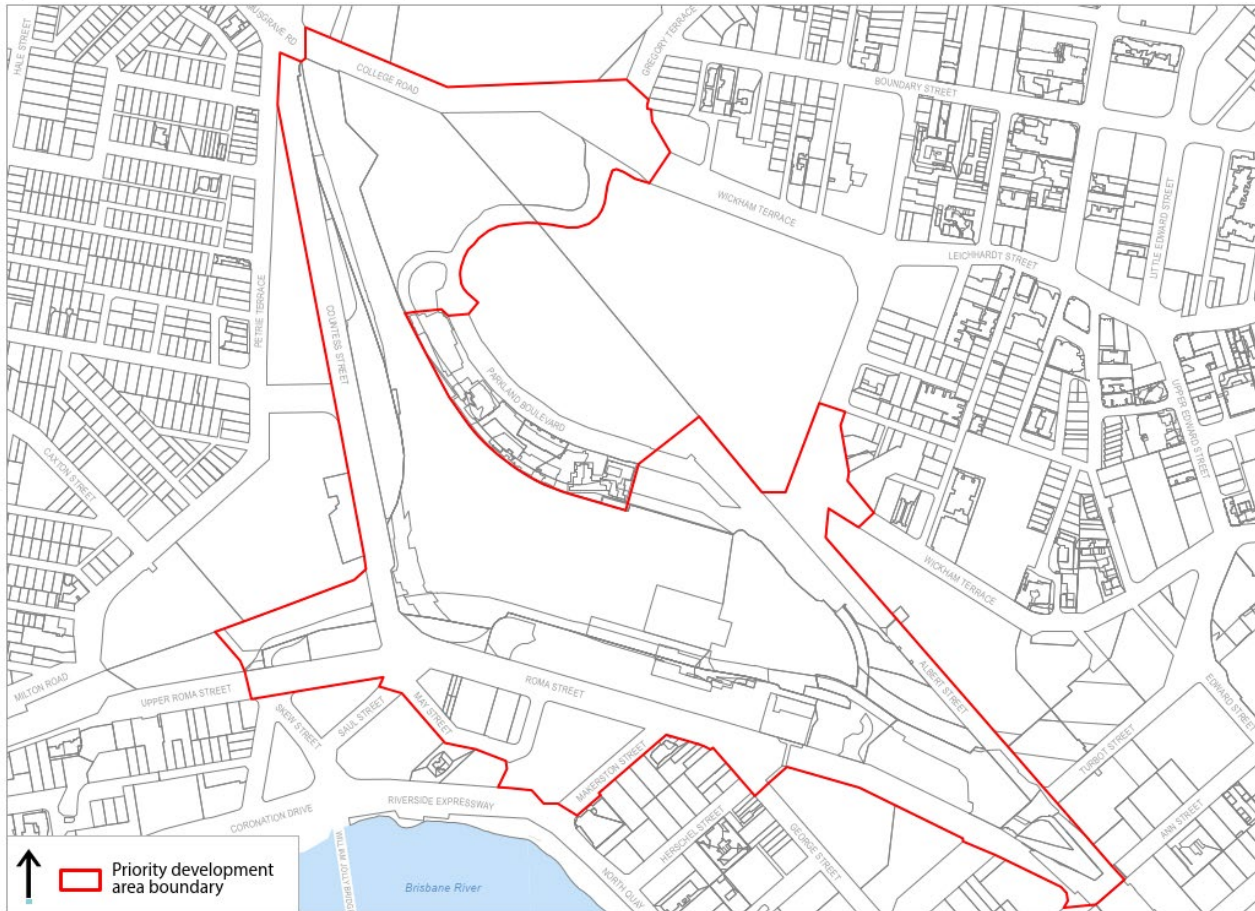 HALE STREET
MUSGRAVE RD
COLLEGE ROAD
GREGORY TERRACE
BOUNDARY STREET
WICKHAM TERRACE
LEICHHARDT STREET
LITTLE EDWARD STREET
PETRIE TERRACE
COUNTESS STREET
PARKLAND BOULEVARD
UPPER EDWARD STREET
CAXTON STREET
WICKHAM TERRACE
MILTON ROAD
UPPER ROMA STREET
SKEW STREET
SAUL STREET
MAY STREET
ROMA STREET
ALBERT STREET
EDWARD STREET
TURBOT STREET
MAKERSTON STREET
RIVERSIDE EXPRESSWAY
CORONATION DRIVE
HERSCHEL STREET
GEORGE STREET
ANN STREET
WILLIAM JOLLY BRIDGE
NORTH QUAY
Brisbane River
Priority development
area boundary